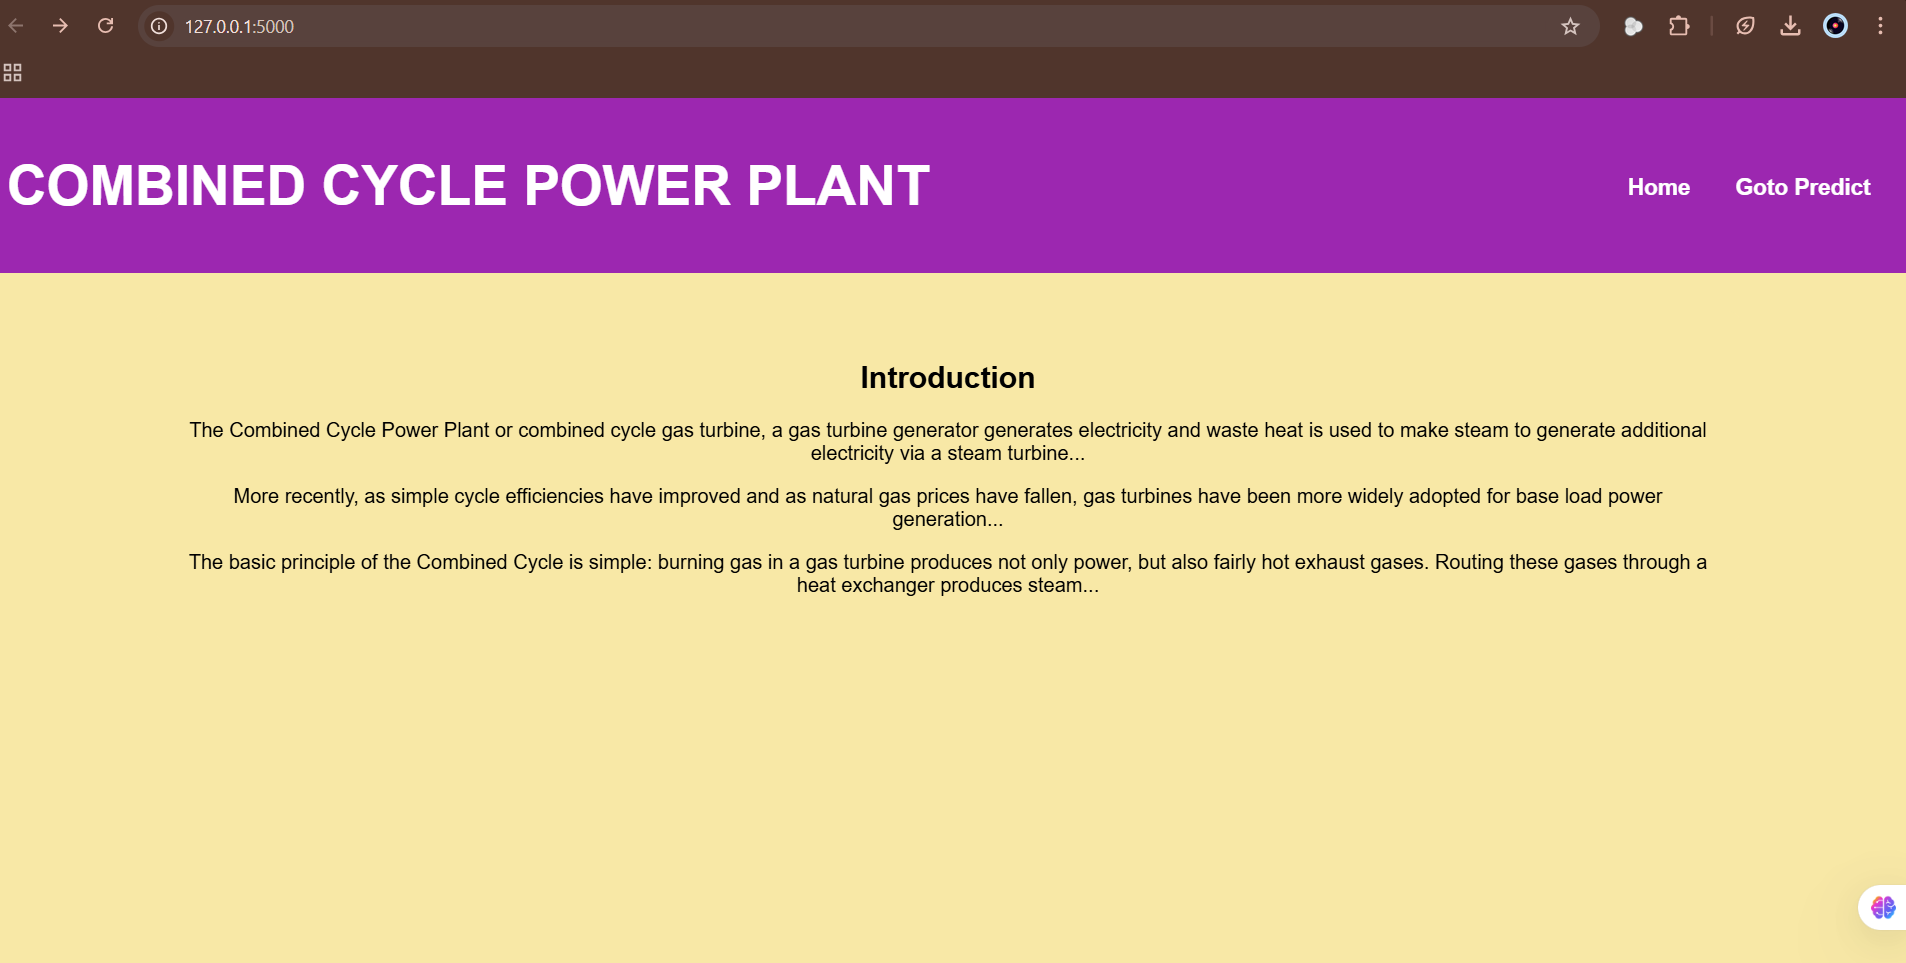 127.0.0.1:5000
COMBINED CYCLE POWER PLANT
Home
Goto Predict
Introduction
The Combined Cycle Power Plant or combined cycle gas turbine, a gas turbine generator generates electricity and waste heat is used to make steam to generate additional
electricity via a steam turbine...
More recently, as simple cycle efficiencies have improved and as natural gas prices have fallen, gas turbines have been more widely adopted for base load power
generation...
The basic principle of the Combined Cycle is simple: burning gas in a gas turbine produces not only power, but also fairly hot exhaust gases. Routing these gases through a
heat exchanger produces steam...